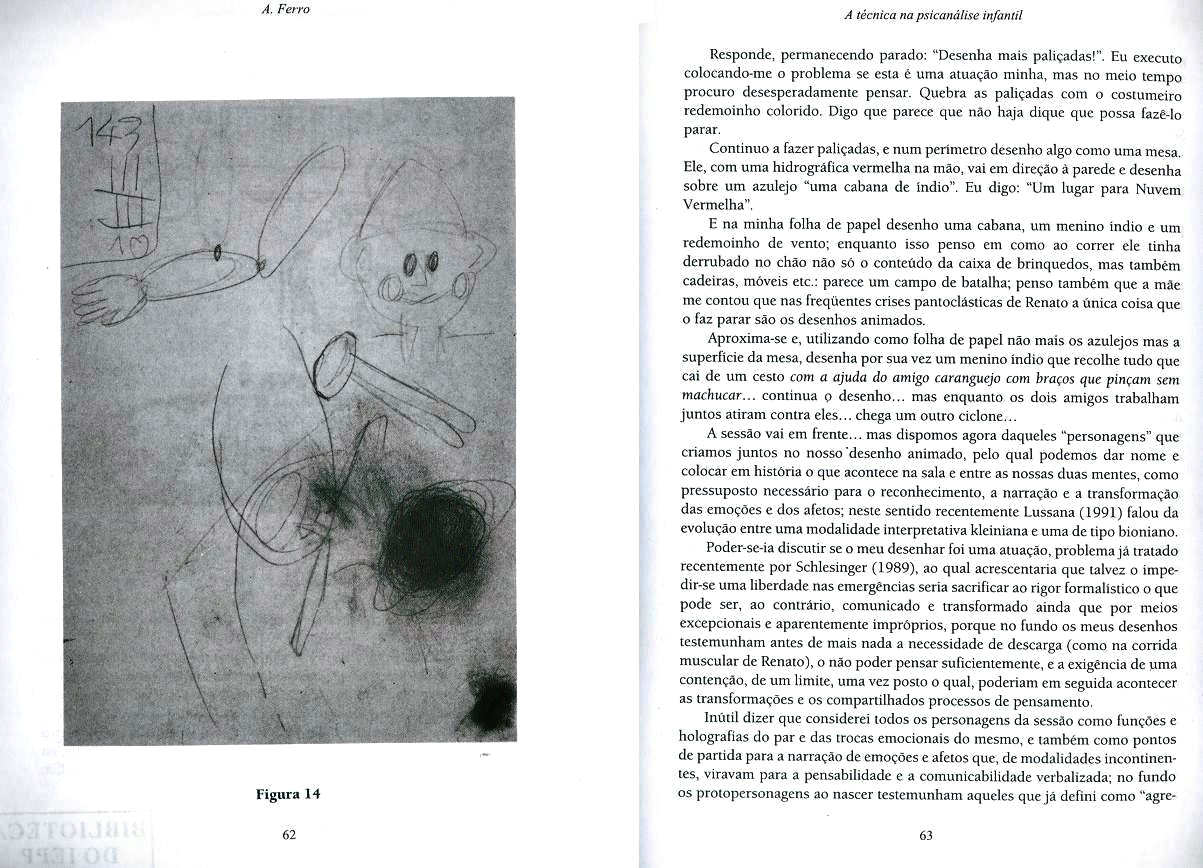 A. Ferro
143
13
Figura 14
62
BIBLIOTECA
DO IEPP
A técnica na psicanálise infantil
Responde, permanecendo parado: “Desenha mais paliçadas!”. Eu executo
colocando-me o problema se esta é uma atuação minha, mas no meio tempo
procuro desesperadamente pensar. Quebra as paliçadas com o costumeiro
redemoinho colorido. Digo que parece que não haja dique que possa fazê-lo
parar.
Continuo a fazer paliçadas, e num perímetro desenho algo como uma mesa.
Ele, com uma hidrográfica vermelha na mão, vai em direção à parede e desenha
sobre um azulejo “uma cabana de índio”. Eu digo: “Um lugar para Nuvem
Vermelha”.
E na minha folha de papel desenho uma cabana, um menino índio e um
redemoinho de vento; enquanto isso penso em como ao correr ele tinha
derrubado no chão não só o conteúdo da caixa de brinquedos, mas também
cadeiras, móveis etc.: parece um campo de batalha; penso também que a mãe
me contou que nas freqüentes crises pantoclásticas de Renato a única coisa que
o faz parar são os desenhos animados.
Aproxima-se e, utilizando como folha de papel não mais os azulejos mas a
superfície da mesa, desenha por sua vez um menino índio que recolhe tudo que
cai de um cesto com a ajuda do amigo caranguejo com braços que pinçam sem
machucar... continua o desenho... mas enquanto os dois amigos trabalham
juntos atiram contra eles... chega um outro ciclone...
A sessão vai em frente... mas dispomos agora daqueles “personagens” que
criamos juntos no nosso desenho animado, pelo qual podemos dar nome e
colocar em história o que acontece na sala e entre as nossas duas mentes, como
pressuposto necessário para o reconhecimento, a narração e a transformação
das emoções e dos afetos; neste sentido recentemente Lussana (1991) falou da
evolução entre uma modalidade interpretativa kleiniana e uma de tipo bioniano.
Poder-se-ia discutir se o meu desenhar foi uma atuação, problema já tratado
recentemente por Schlesinger (1989), ao qual acrescentaria que talvez o impe-
dir-se uma liberdade nas emergências seria sacrificar ao rigor formalístico o que
pode ser, ao contrário, comunicado e transformado ainda que por meios
excepcionais e aparentemente impróprios, porque no fundo os meus desenhos
testemunham antes de mais nada a necessidade de descarga (como na corrida
muscular de Renato), o não poder pensar suficientemente, e a exigência de uma
contenção, de um limite, uma vez posto o qual, poderiam em seguida acontecer
as transformações e os compartilhados processos de pensamento.
Inútil dizer que considerei todos os personagens da sessão como funções e
holografias do par e das trocas emocionais do mesmo, e também como pontos
de partida para a narração de emoções e afetos que, de modalidades incontinen-
tes, viravam para a pensabilidade e a comunicabilidade verbalizada; no fundo
os protopersonagens ao nascer testemunham aqueles que já defini como “agre-
63